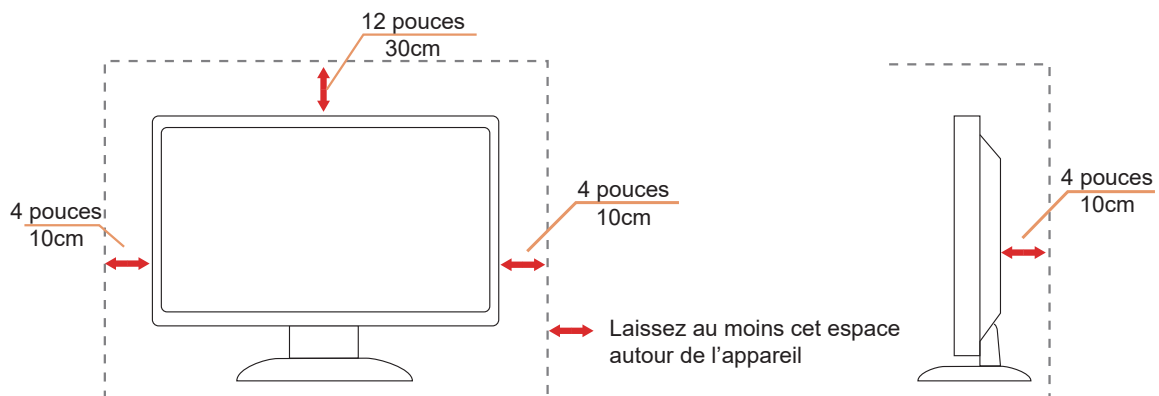 12 pouces
30cm
4 pouces
10cm
4 pouces
10cm
4 pouces
10cm
Laissez au moins cet espace
autour de l’appareil